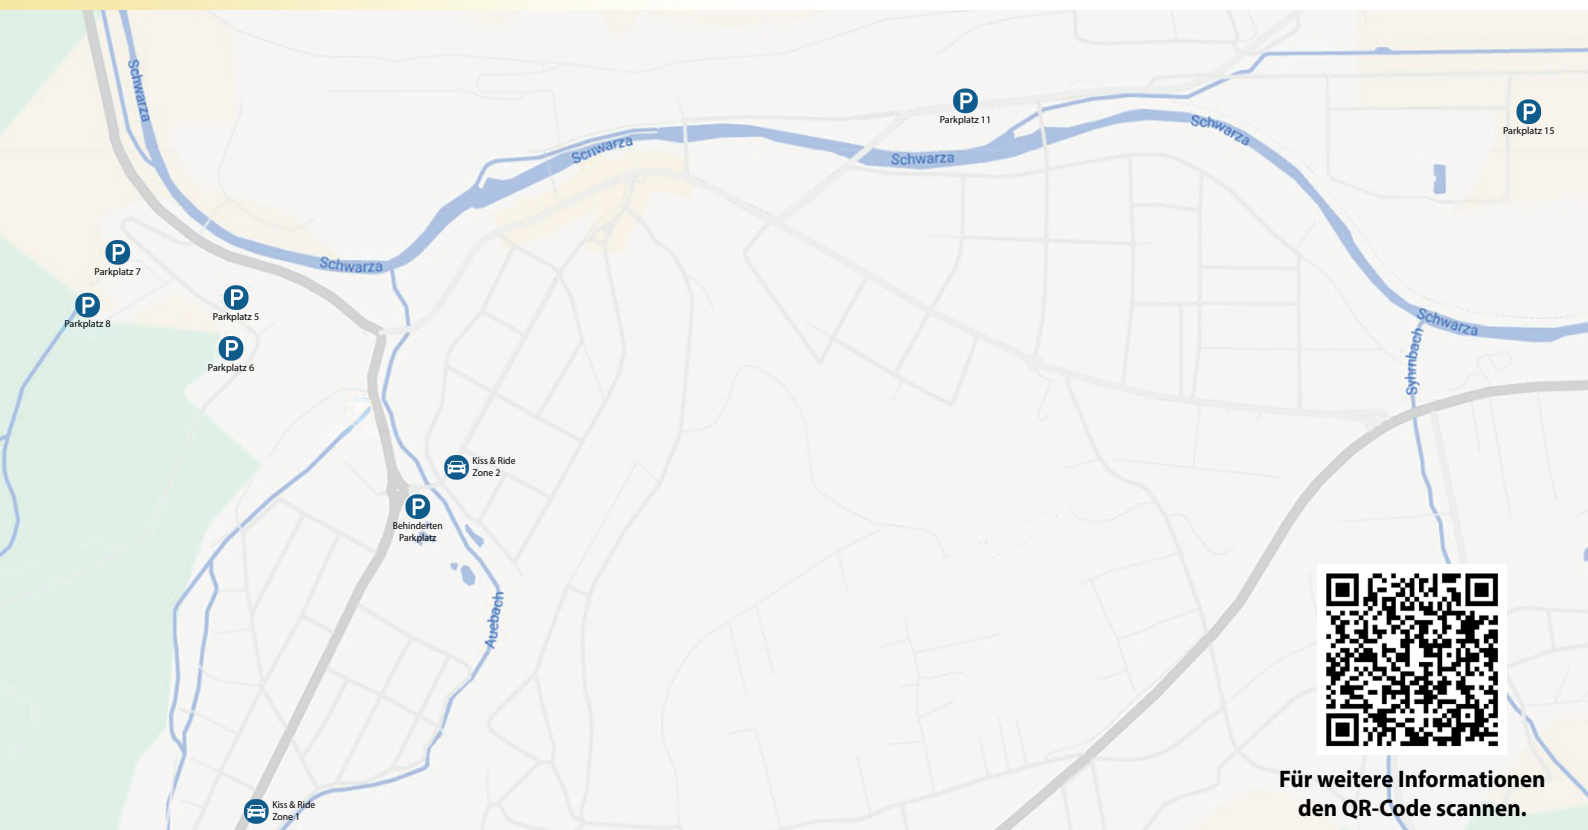 Schwarza
P
Parkplatz 11
P
Parkplatz 15
Schwarza
Schwarza
Schwarza
P
Parkplatz 7
Schwarza
P
Parkplatz 8
P
Parkplatz 5
P
Parkplatz 6
Schwarza
Syhrnbach
Kiss & Ride
Zone 2
P
Behinderten
Parkplatz
Auebach
Kiss & Ride
Zone 1
Für weitere Informationen
den QR-Code scannen.